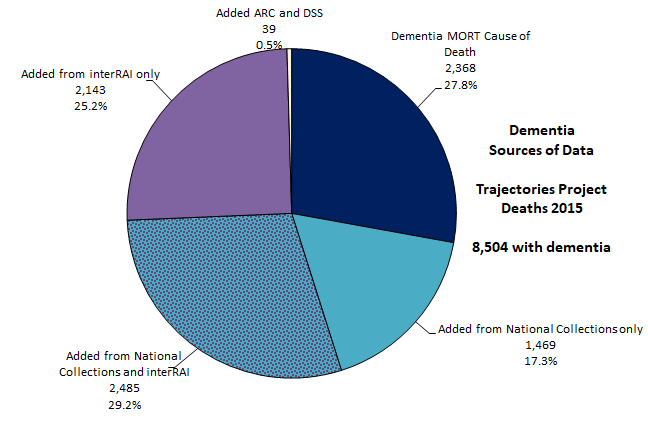 Added ARC and DSS
39
0.5%
Dementia MORT Cause of
Death
2,368
27.8%
Added from interRAI only
2,143
25.2%
Dementia
Sources of Data
Trajectories Project
Deaths 2015
8,504 with dementia
Added from National Collections only
1,469
17.3%
Added from National
Collections and interRAI
2,485
29.2%